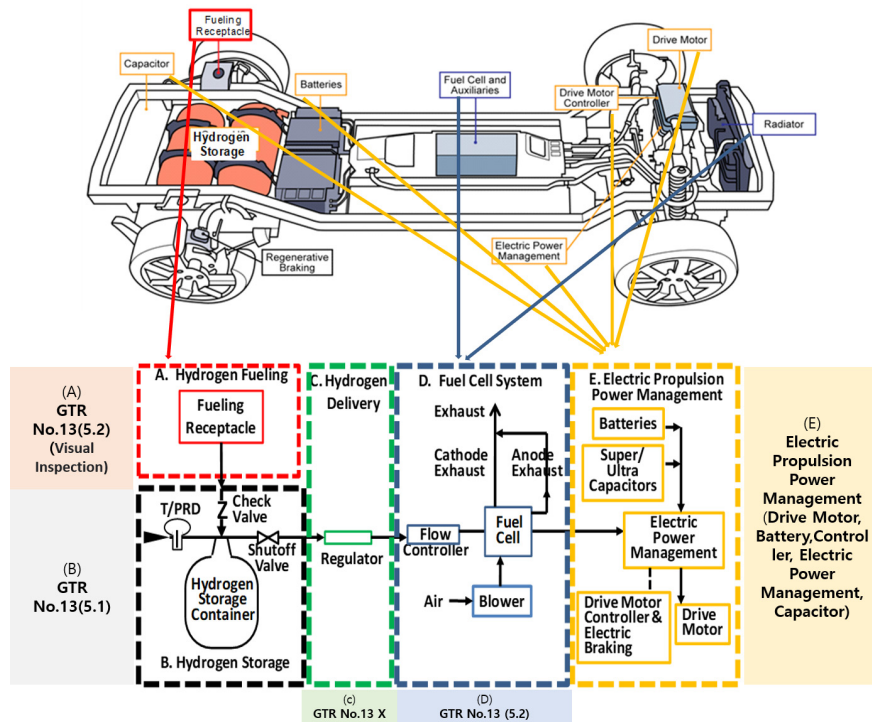 Fueling
Receptacle
Drive Motor
Capacitor
Batteries
Fuel Cell and
Auxiliaries
Drive Motor
Controller
Radiator
Hydrogen
Storage
Electric Power
Management
Regenerative
Braking
(A)
GTR
No.13(5.2)
(Visual
Inspection)
(B)
GTR
No.13(5.1)
A. Hydrogen Fueling
Fueling
Receptacle
T/PRD
Check
Valve
Shutoff
Valve
Hydrogen
Storage
Container
B. Hydrogen Storage
C. Hydrogen
Delivery
Regulator
D. Fuel Cell System
Exhaust
Cathode
Exhaust
Anode
Exhaust
Flow
Controller
Fuel
Cell
Air
Blower
E. Electric Propulsion
Power Management
Batteries
Super/
Ultra
Capacitors
Electric
Power
Management
Drive Motor
Controller &
Electric
Braking
Drive
Motor
(E)
Electric
Propulsion
Power
Management
(Drive Motor,
Battery,Control
ler, Electric
Power
Management,
Capacitor)
(c)
GTR No.13 X
(D)
GTR No.13 (5.2)